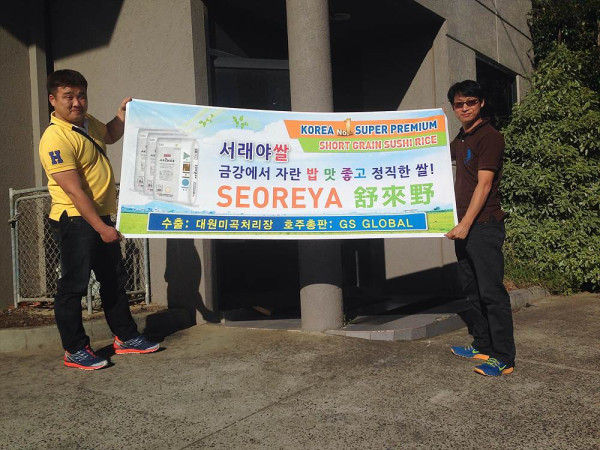 KOREA No.1 SUPER PREMIUM
SHORT GRAIN SUSHI RICE
서래야쌀
금강에서 자란 밥 맛 좋고 정직한 쌀!
SEOREYA 舒來野
수출: 대원미곡처리장 호주총판: GS GLOBAL
H